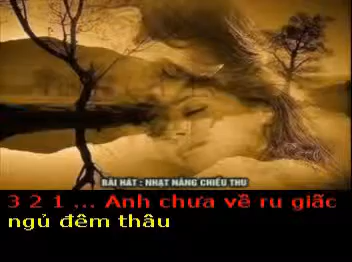 BÀI HÁT : NHẠT NẮNG CHIỀU THU
3 2 1 ... Anh chưa về ru giấc
ngủ đêm thâu